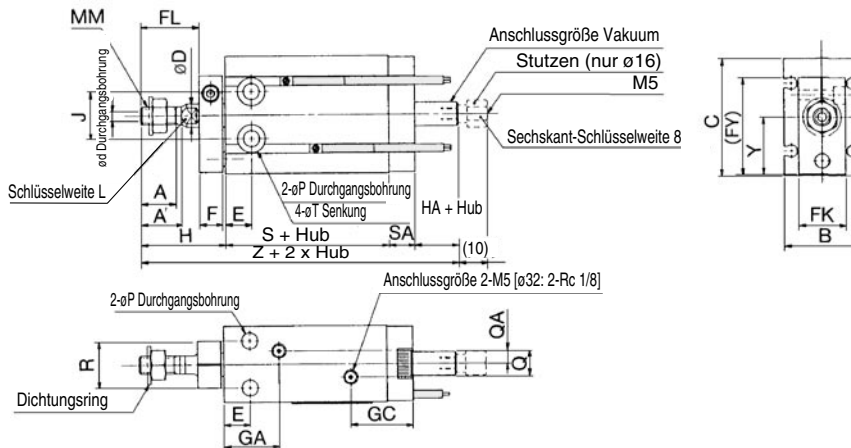 MM
FL
øD
J
ød Durchgangsbohrung
Schlüsselweite L
A
A'
H
F
E
2-øP Durchgangsbohrung
4-øT Senkung
S + Hub
SA
HA + Hub
Z + 2 x Hub
(10)
Anschlussgröße Vakuum
Stutzen (nur ø16)
M5
Sechskant-Schlüsselweite 8
C
(FY)
Y
FK
B
2-øP Durchgangsbohrung
Anschlussgröße 2-M5 [ø32: 2-Rc 1/8]
R
Dichtungsring
E
GA
GC
QA
Q